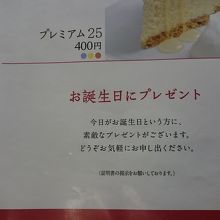 プレミアム25
400円
お誕生日にプレゼント
今日がお誕生日という方に、
素敵なプレゼントがございます。
どうぞお気軽にお申し出ください。
(証明書の掲示をお願いしております。)